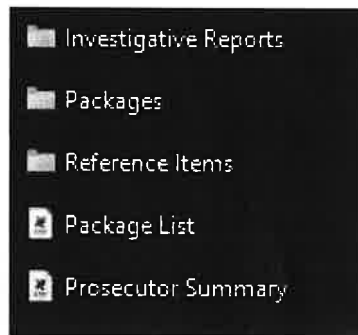 Investigative Reports
Packages
Reference Items
Package List
Prosecutor Summary